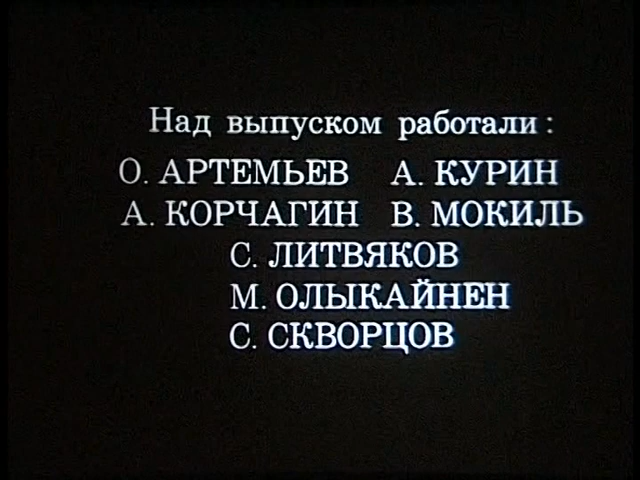 Над выпуском работали:
О. АРТЕМЬЕВ А. КУРИН
А. КОРЧАГИН В. МОКИЛЬ
С. ЛИТВЯКОВ
М. ОЛЫКАЙНЕН
С. СКВОРЦОВ